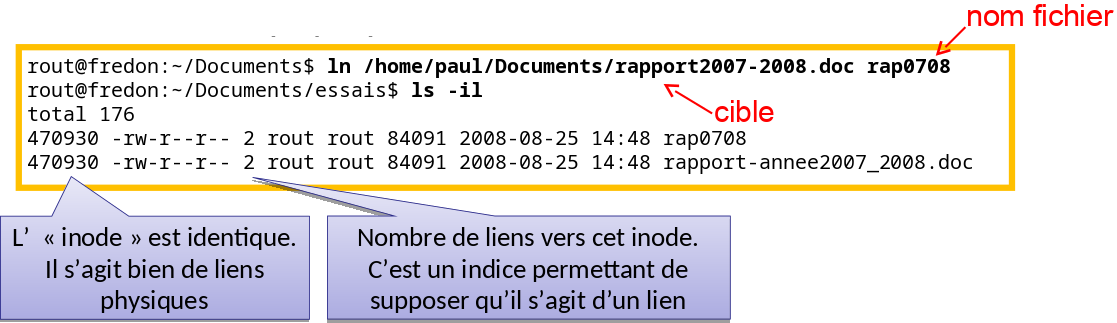 nom fichier
rout@fredon:~/Documents$ ln /home/paul/Documents/rapport2007-2008.doc rap0708
rout@fredon:~/Documents/essais$ ls -il
cible
total 176
470930 -rw-r--r-- 2 rout rout 84091 2008-08-25 14:48 rap0708
470930 -rw-r--r-- 2 rout rout 84091 2008-08-25 14:48 rapport-annee2007_2008.doc
L’ « inode » est identique.
Il s’agit bien de liens
physiques
Nombre de liens vers cet inode.
C’est un indice permettant de
supposer qu’il s’agit d’un lien